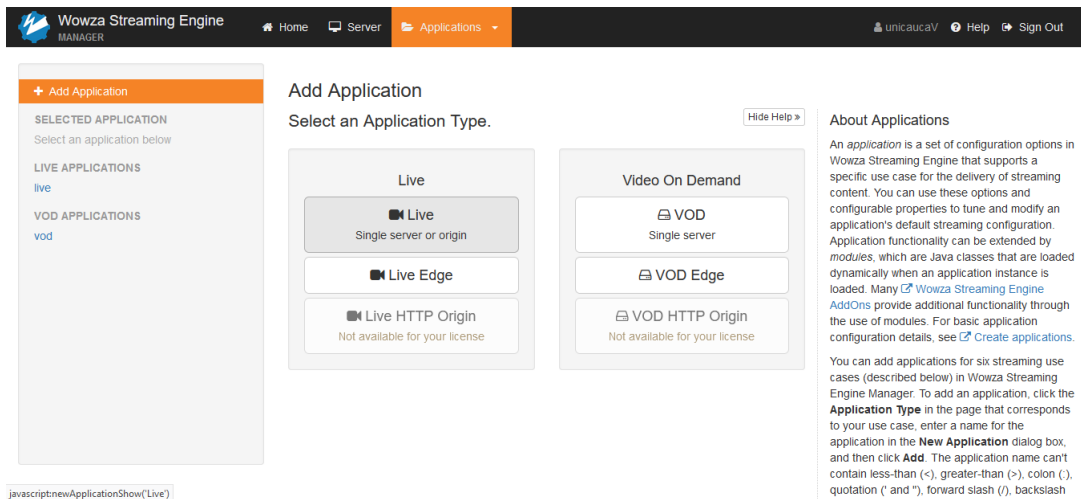 Wowza Streaming Engine
MANAGER
Home
Server
Applications
unicaucaV
Help
Sign Out
Add Application
SELECTED APPLICATION
Select an application below
LIVE APPLICATIONS
live
VOD APPLICATIONS
vod
Add Application
Select an Application Type.
Hide Help »
Live
Live
Single server or origin
Live Edge
Live HTTP Origin
Not available for your license
Video On Demand
VOD
Single server
VOD Edge
VOD HTTP Origin
Not available for your license
About Applications
An application is a set of configuration options in
Wowza Streaming Engine that supports a
specific use case for the delivery of streaming
content. You can use these options and
configurable properties to tune and modify an
application's default streaming configuration.
Application functionality can be extended by
modules, which are Java classes that are loaded
dynamically when an application instance is
loaded. Many Wowza Streaming Engine
AddOns provide additional functionality through
the use of modules. For basic application
configuration details, see Create applications.
You can add applications for six streaming use
cases (described below) in Wowza Streaming
Engine Manager. To add an application, click the
Application Type in the page that corresponds
to your use case, enter a name for the
application in the New Application dialog box,
and then click Add. The application name can't
contain less-than (<), greater-than (>), colon (:),
quotation (' and "), forward slash (/), backslash
javascript:newApplicationShow('Live')